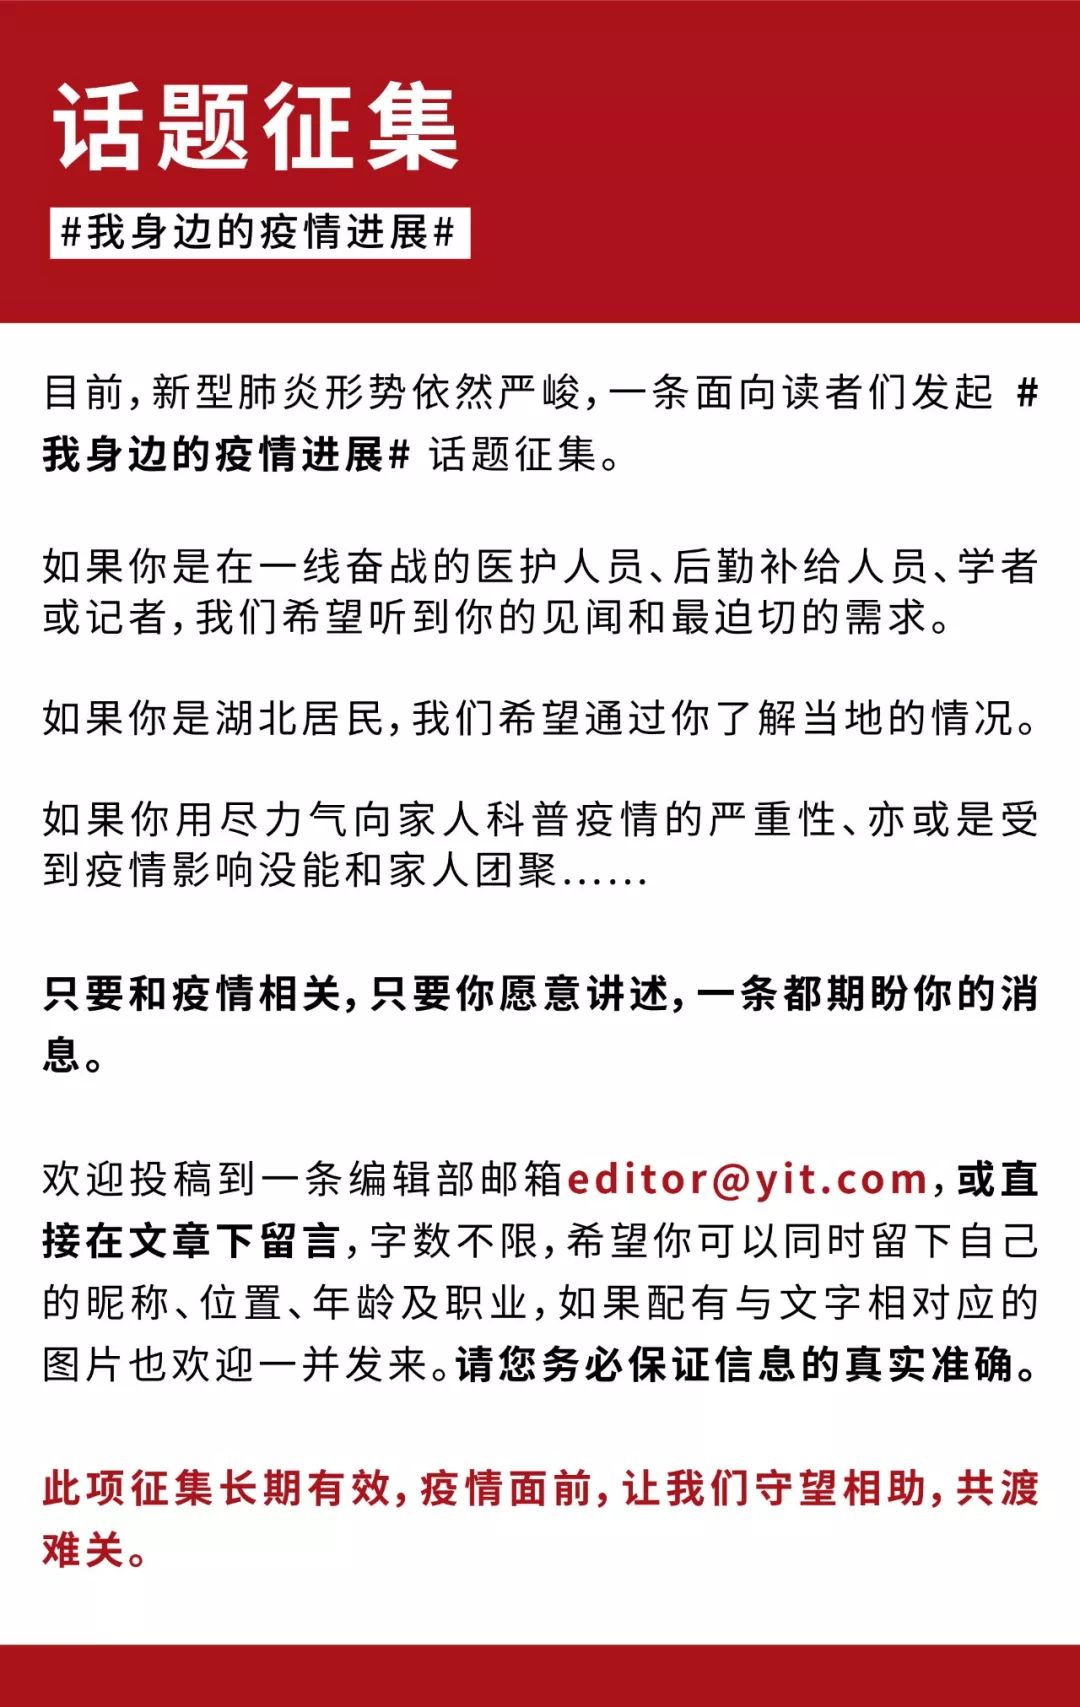 话题征集
#我身边的疫情进展#
目前，新型肺炎形势依然严峻，一条面向读者们发起 #
我身边的疫情进展# 话题征集。
如果你是在一线奋战的医护人员、后勤补给人员、学者
或记者，我们希望听到你的见闻和最迫切的需求。
如果你是湖北居民，我们希望通过你了解当地的情况。
如果你用尽力气向家人科普疫情的严重性、亦或是受
到疫情影响没能和家人团聚……
只要和疫情相关，只要你愿意讲述，一条都期盼你的消
息。
欢迎投稿到一条编辑部邮箱editor@yit.com，或直
接在文章下留言，字数不限，希望你可以同时留下自己
的昵称、位置、年龄及职业，如果配有与文字相对应的
图片也欢迎一并发来。请您务必保证信息的真实准确。
此项征集长期有效，疫情面前，让我们守望相助，共渡
难关。